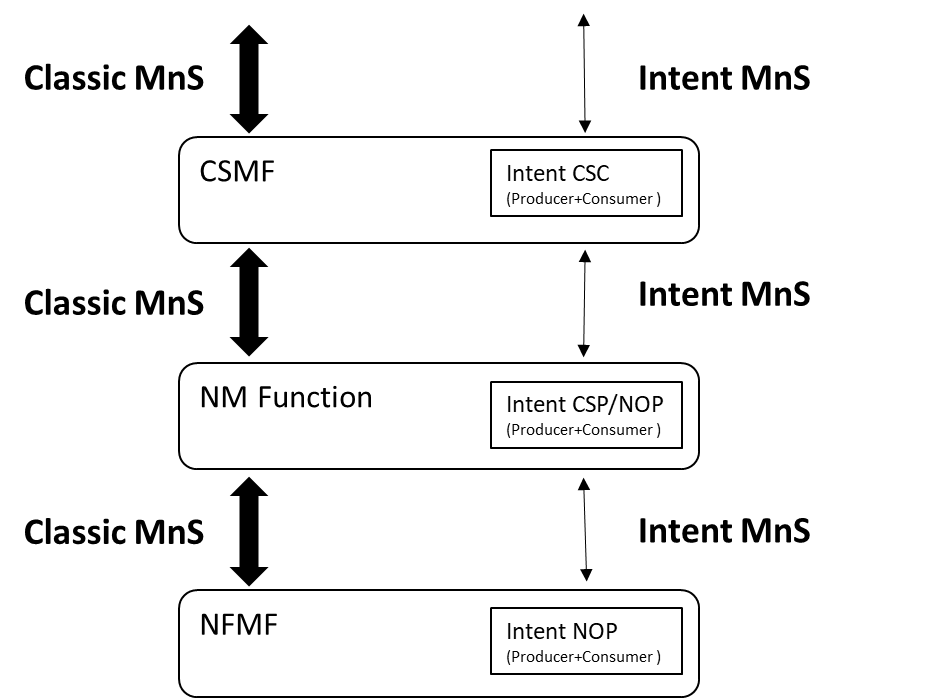 Classic MnS
Intent MnS
CSMF
Intent CSC
(Producer+Consumer )
Classic MnS
Intent MnS
NM Function
Intent CSP/NOP
(Producer+Consumer )
Classic MnS
Intent MnS
NFMF
Intent NOP
(Producer+Consumer )